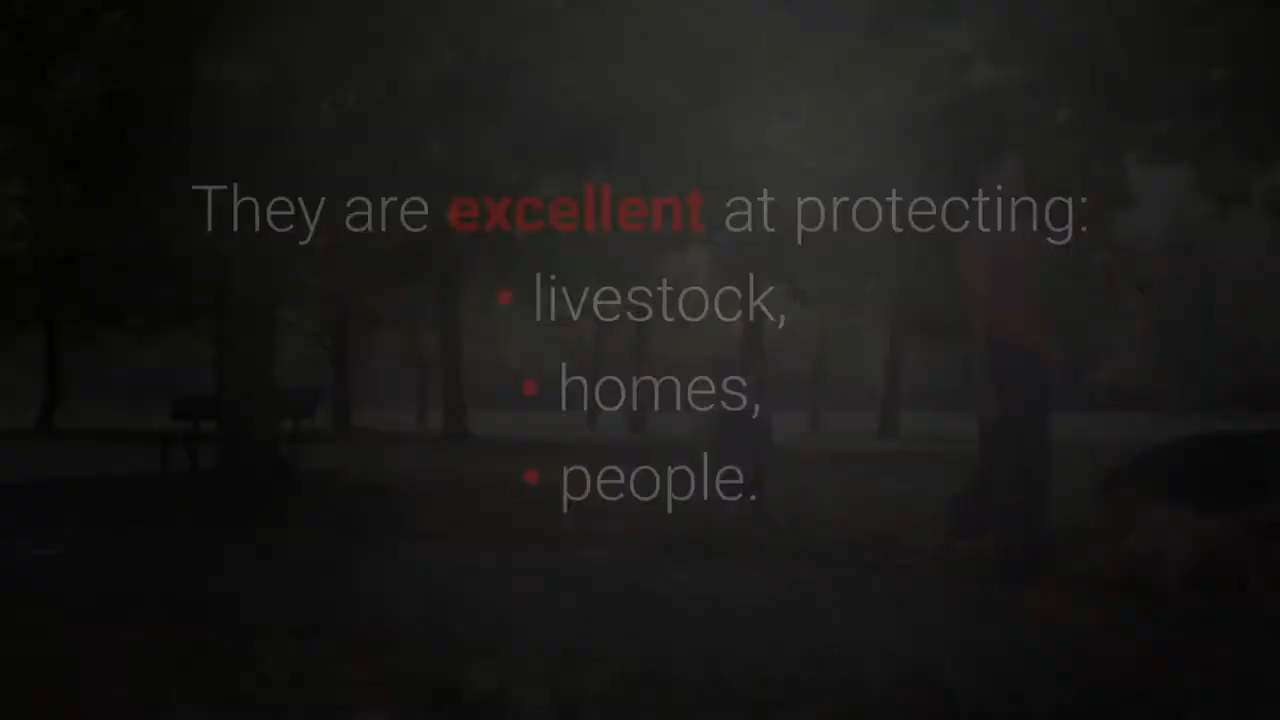 They are excellent at protecting:
• livestock,
• homes,
• people.